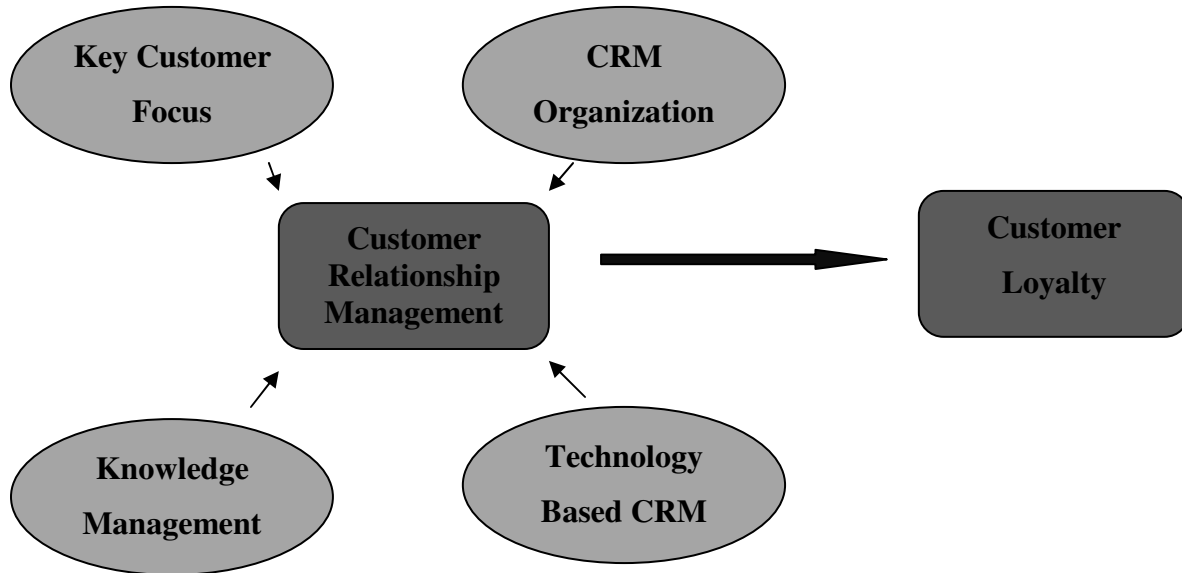 Key Customer
Focus
CRM
Organization
Customer
Relationship
Management
Customer
Loyalty
Knowledge
Management
Technology
Based CRM